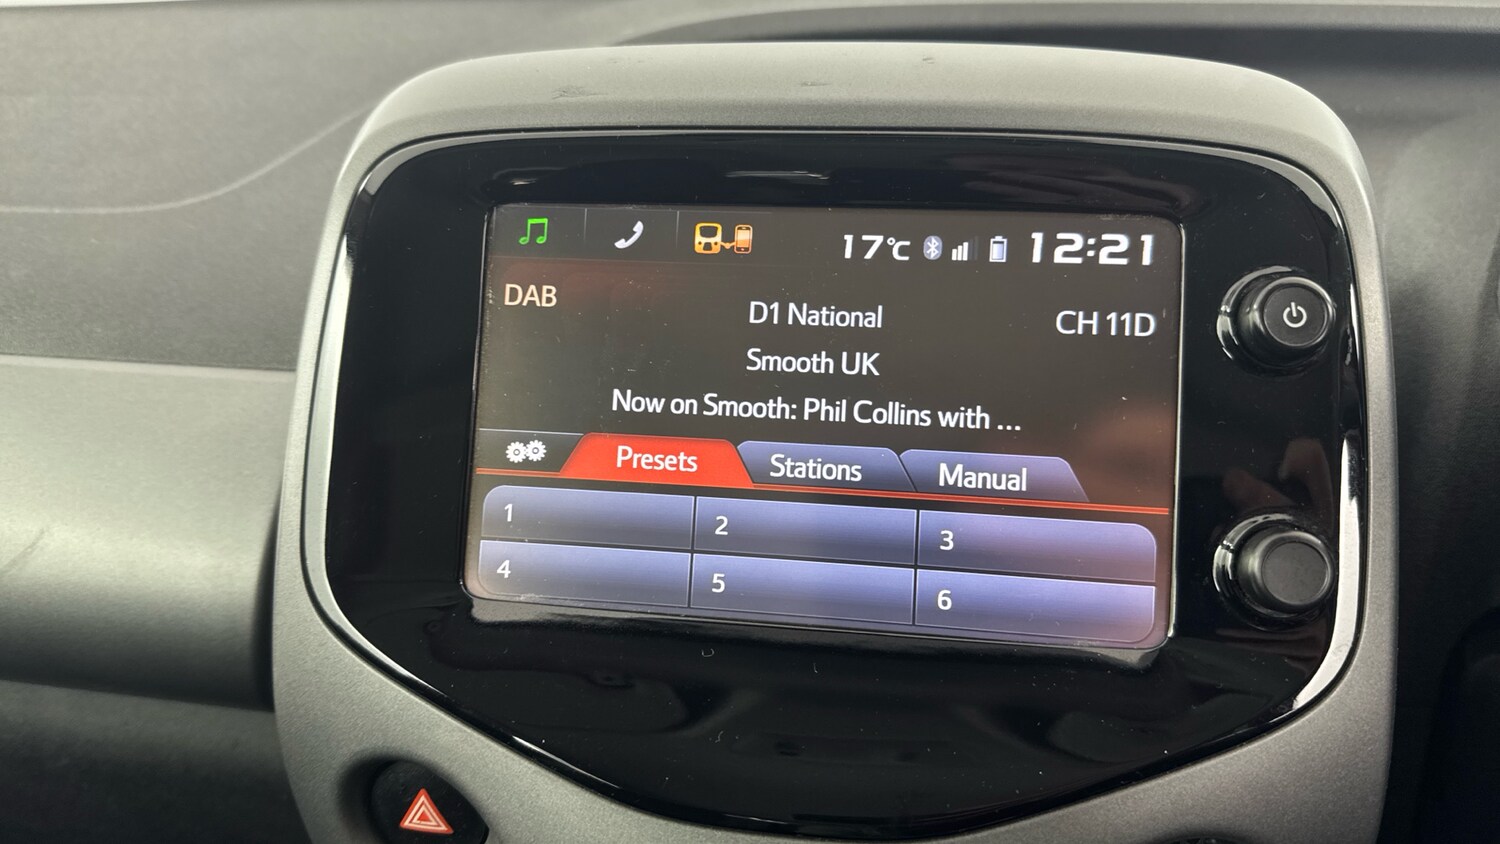 17°C 12:21
DAB
D1 National
CH 11D
Smooth UK
Now on Smooth: Phil Collins with ...
Presets
Stations
Manual
1
2
3
4
5
6